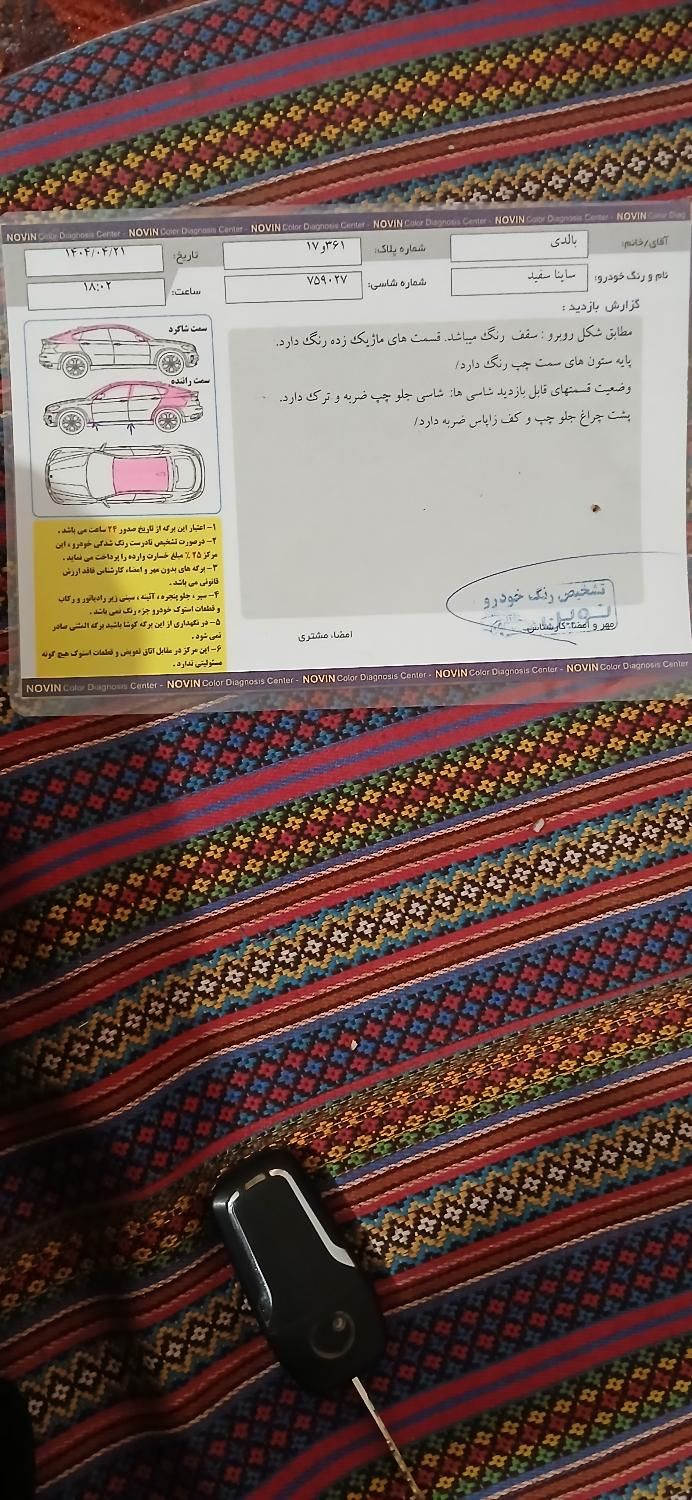 NOVIN Color Diagnosis Center - NOVIN Color Diagnosis Center - NOVIN Color Diagnosis Center - NOVIN Color Diagnosis Center - NOVIN Color Diagnosis Center - NOVIN Color Diag
آقای/خانم: بالدی شماره پلاک: ۳۶۱و۱۷ تاریخ: ۱۴۰۴/۰۴/۲۱
نام و رنگ خودرو: ساینا سفید شماره شاسی: ۷۵۹۰۲۷ ساعت: ۱۸:۰۲
گزارش بازدید :
مطابق شکل روبرو : سقف رنگ میباشد. قسمت های ماژیک زده رنگ دارد.
پایه ستون های سمت چپ رنگ دارد/
وضعیت قسمتهای قابل بازدید شاسی ها: شاسی جلو چپ ضربه و ترک دارد.
پشت چراغ جلو چپ و کف زاپاس ضربه دارد/
سمت شاگرد
سمت راننده
۱- اعتبار این برگه از تاریخ صدور ۲۴ ساعت می باشد .
۲- درصورت تشخیص نادرست رنگ شدگی خودرو ، این
مرکز ۲۵ ٪ مبلغ خسارت وارده را پرداخت می نماید .
۳- برگه های بدون مهر و امضاء کارشناس فاقد ارزش
قانونی می باشد .
۴- سپر ، جلو پنجره ، آئینه ، سینی زیر رادیاتور و رکاب
و قطعات استوک خودرو جزء رنگ نمی باشد .
۵- در نگهداری از این برگه کوشا باشید برگه المثنی صادر
نمی شود .
۶- این مرکز در مقابل اتاق تعویض و قطعات استوک هیچ گونه
مسئولیتی ندارد .
تشخیص رنگ خودرو
نوین
مهر و امضاء کارشناس
امضاء مشتری
NOVIN Color Diagnosis Center - NOVIN Color Diagnosis Center - NOVIN Color Diagnosis Center - NOVIN Color Diagnosis Center - NOVIN Color Diagnosis Center -